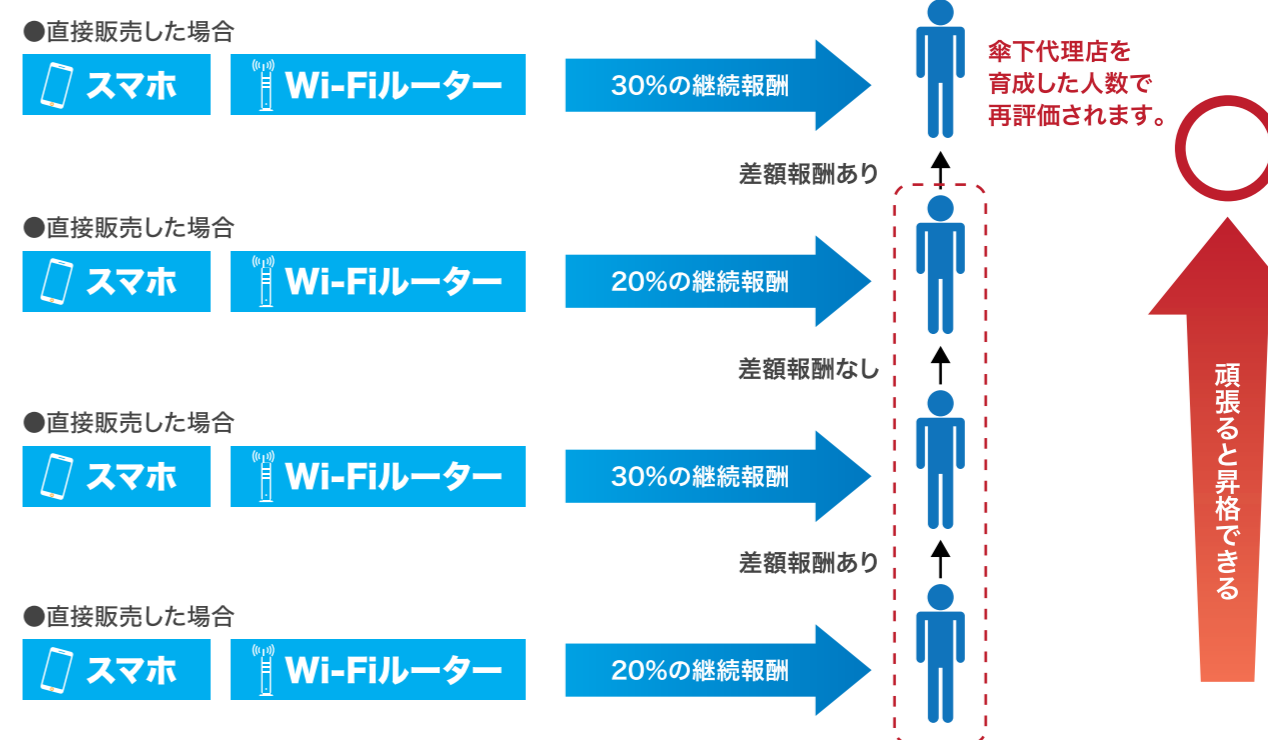 ●直接販売した場合
スマホ
Wi-Fiルーター
30%の継続報酬
傘下代理店を
育成した人数で
再評価されます。
差額報酬あり
●直接販売した場合
スマホ
Wi-Fiルーター
20%の継続報酬
差額報酬なし
●直接販売した場合
スマホ
Wi-Fiルーター
30%の継続報酬
差額報酬あり
●直接販売した場合
スマホ
Wi-Fiルーター
20%の継続報酬
頑張ると昇格できる